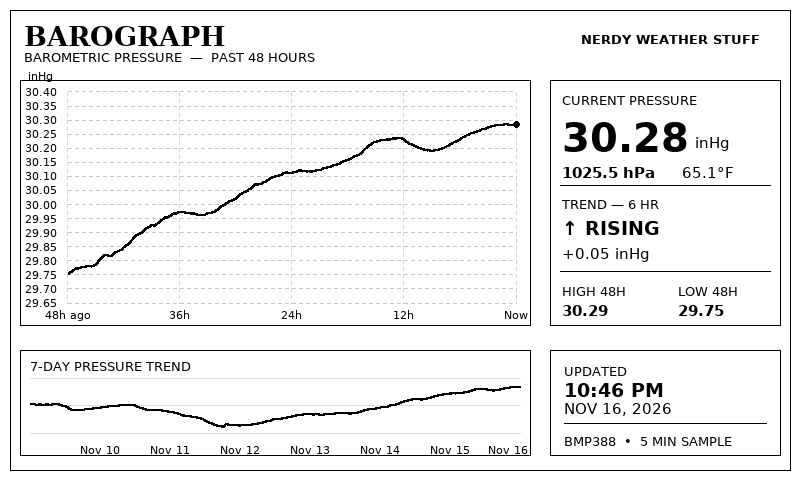 BAROGRAPH
BAROMETRIC PRESSURE — PAST 48 HOURS
NERDY WEATHER STUFF
inHg
30.40
30.35
30.30
30.25
30.20
30.15
30.10
30.05
30.00
29.95
29.90
29.85
29.80
29.75
29.70
29.65
48h ago 36h 24h 12h Now
CURRENT PRESSURE
30.28 inHg
1025.5 hPa 65.1°F
TREND — 6 HR
↑ RISING
+0.05 inHg
HIGH 48H LOW 48H
30.29 29.75
7-DAY PRESSURE TREND
Nov 10 Nov 11 Nov 12 Nov 13 Nov 14 Nov 15 Nov 16
UPDATED
10:46 PM
NOV 16, 2026
BMP388 • 5 MIN SAMPLE